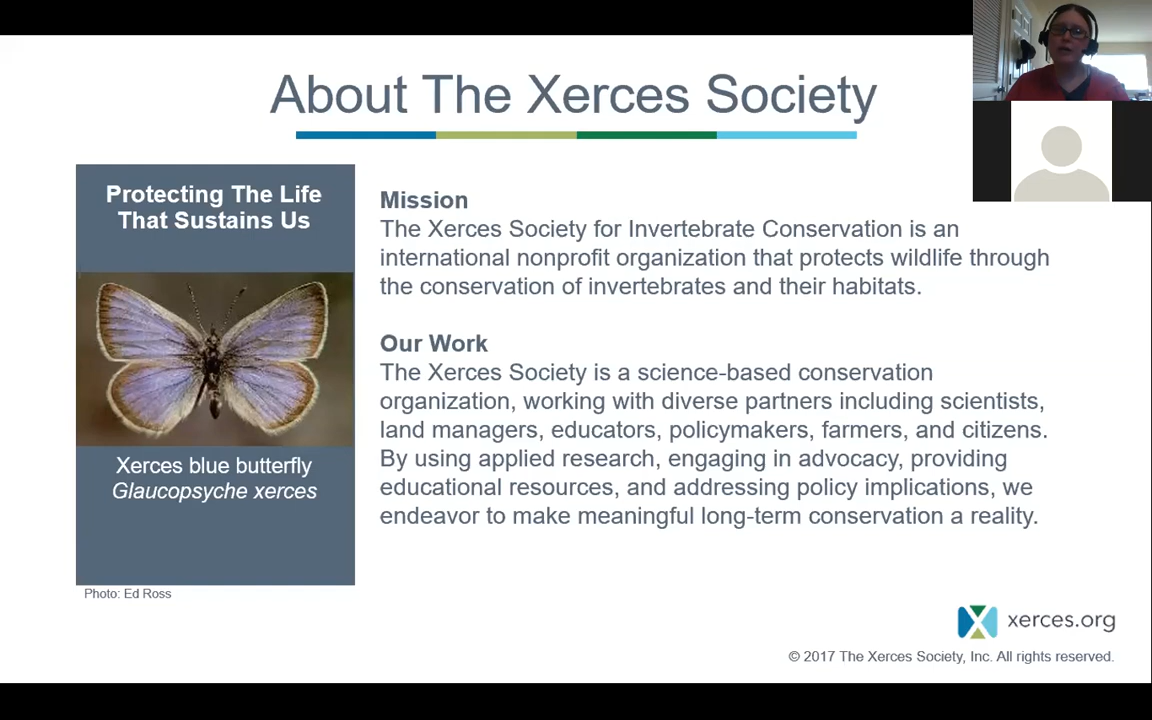 About The Xerces Society
Protecting The Life
That Sustains Us
Xerces blue butterfly
Glaucopsyche xerces
Photo: Ed Ross
Mission
The Xerces Society for Invertebrate Conservation is an
international nonprofit organization that protects wildlife through
the conservation of invertebrates and their habitats.
Our Work
The Xerces Society is a science-based conservation
organization, working with diverse partners including scientists,
land managers, educators, policymakers, farmers, and citizens.
By using applied research, engaging in advocacy, providing
educational resources, and addressing policy implications, we
endeavor to make meaningful long-term conservation a reality.
xerces.org
© 2017 The Xerces Society, Inc. All rights reserved.